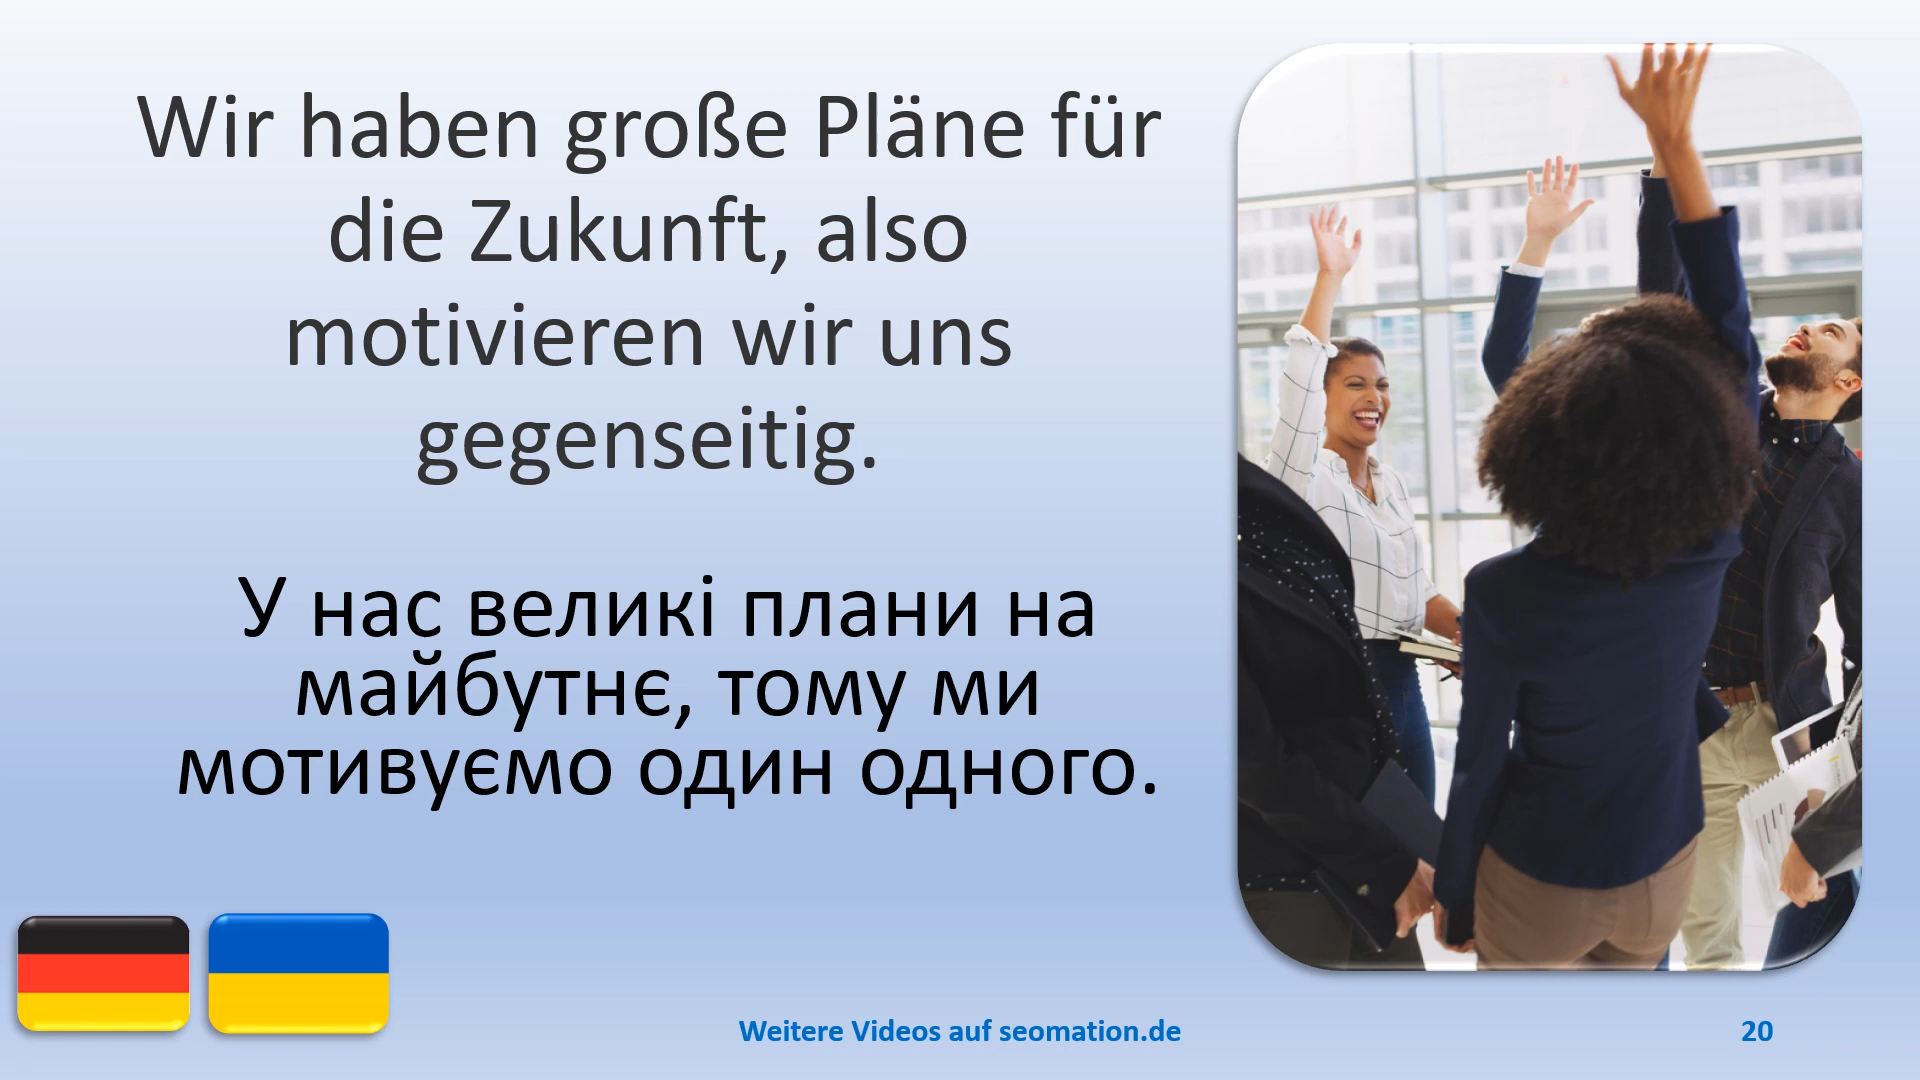 Wir haben große Pläne für
die Zukunft, also
motivieren wir uns
gegenseitig.
У нас великі плани на
майбутнє, тому ми
мотивуємо один одного.
Weitere Videos auf seomation.de
20